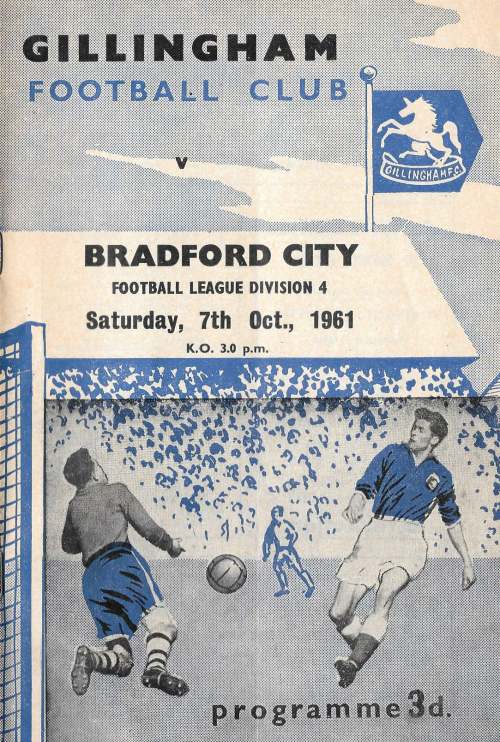 GILLINGHAM
FOOTBALL CLUB
GILLINGHAM F.C.
v
BRADFORD CITY
FOOTBALL LEAGUE DIVISION 4
Saturday, 7th Oct., 1961
K.O. 3.0 p.m.
programme 3d.